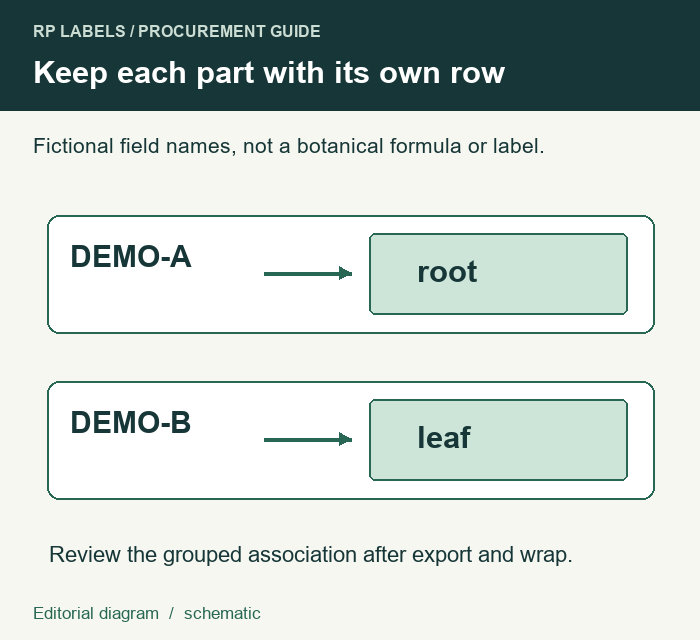 RP LABELS / PROCUREMENT GUIDE
Keep each part with its own row
Fictional field names, not a botanical formula or label.
DEMO-A
root
DEMO-B
leaf
Review the grouped association after export and wrap.
Editorial diagram / schematic